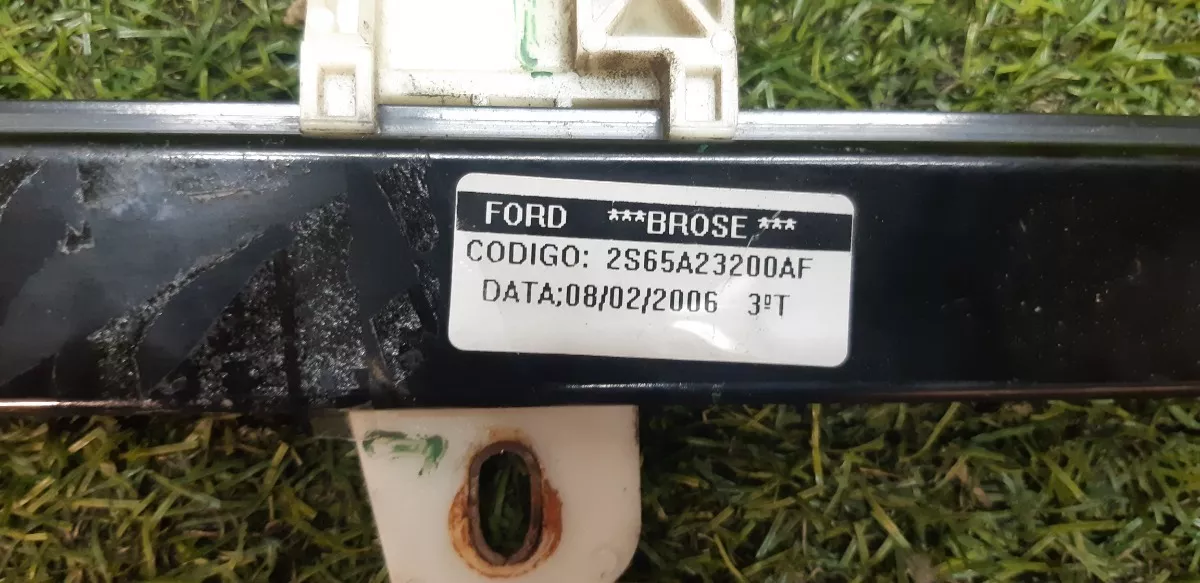 FORD ***BROSE***
CODIGO: 2S65A23200AF
DATA;08/02/2006 3ºT